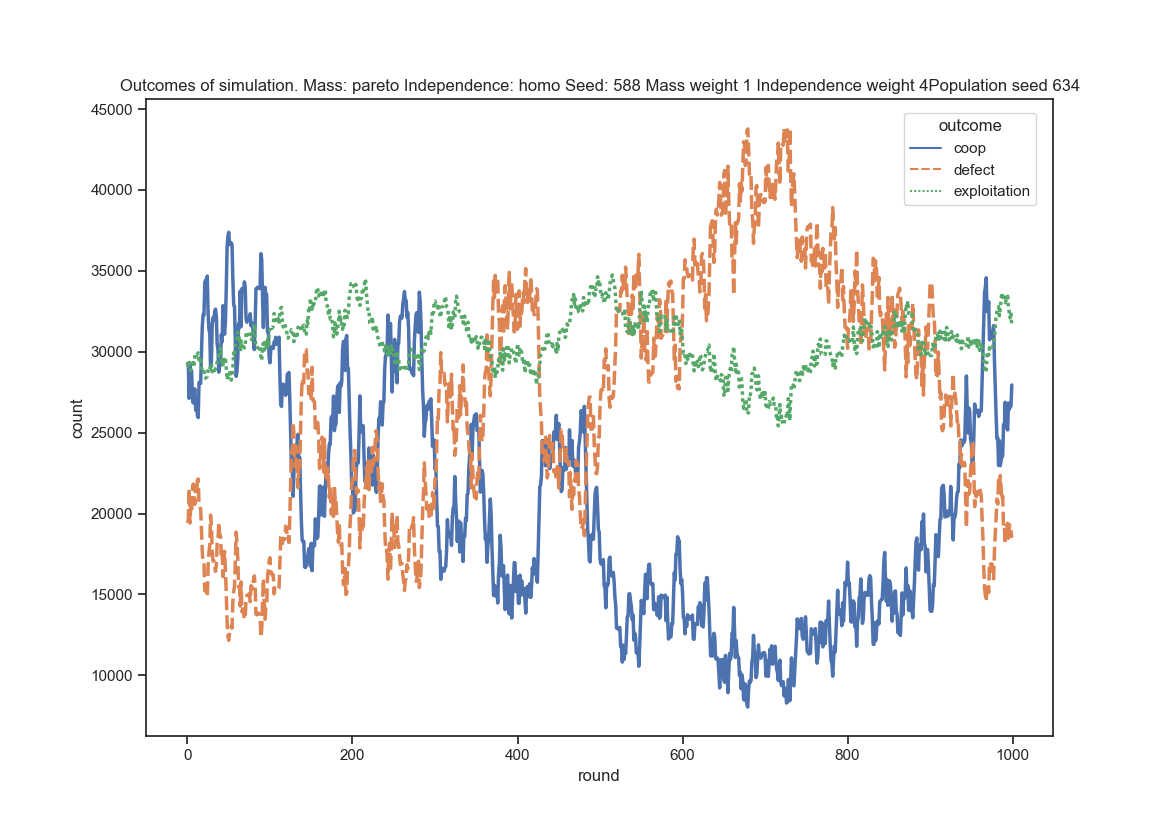 Outcomes of simulation. Mass: pareto Independence: homo Seed: 588 Mass weight 1 Independence weight 4Population seed 634
45000
40000
35000
30000
25000
20000
15000
10000
count
outcome
coop
defect
exploitation
0 200 400 600 800 1000
round